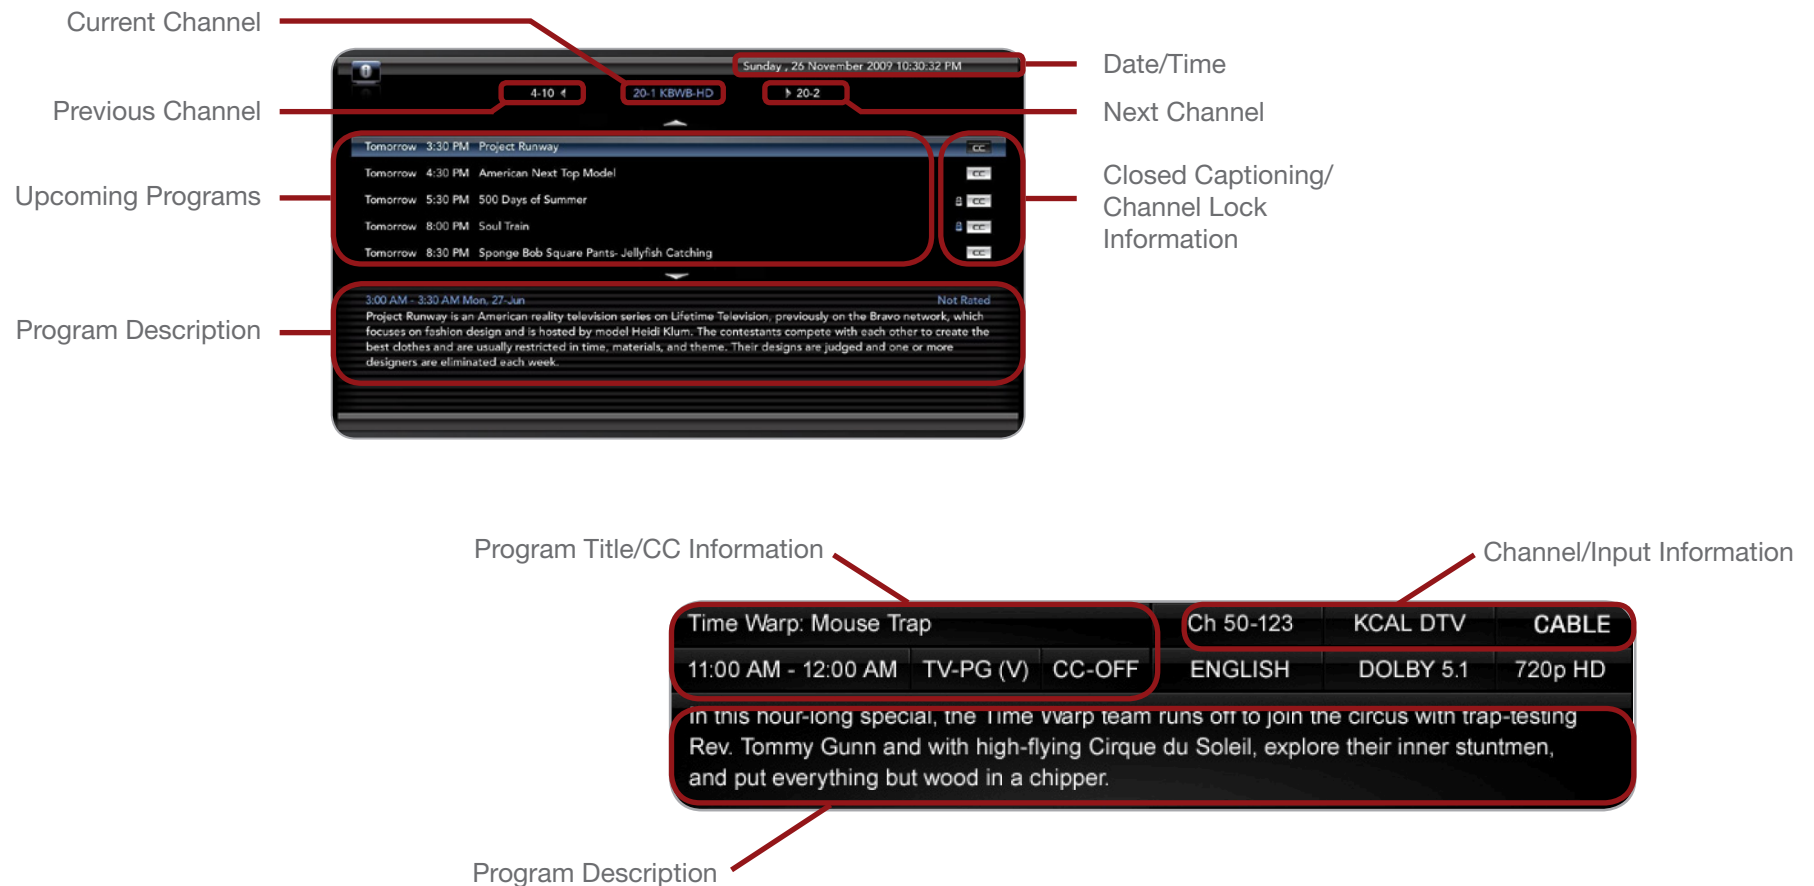 Current Channel
Sunday , 26 November 2009 10:30:32 PM
Date/Time
Previous Channel
4-10
20-1 KBWB-HD
20-2
Next Channel
Upcoming Programs
Tomorrow 3:30 PM Project Runway CC
Tomorrow 4:30 PM American Next Top Model CC
Tomorrow 5:30 PM 500 Days of Summer CC
Tomorrow 8:00 PM Soul Train CC
Tomorrow 8:30 PM Sponge Bob Square Pants- Jellyfish Catching CC
Closed Captioning/
Channel Lock
Information
Program Description
3:00 AM - 3:30 AM Mon, 27-Jun Not Rated
Project Runway is an American reality television series on Lifetime Television, previously on the Bravo network, which
focuses on fashion design and is hosted by model Heidi Klum. The contestants compete with each other to create the
best clothes and are usually restricted in time, materials, and theme. Their designs are judged and one or more
designers are eliminated each week.
Program Title/CC Information
Channel/Input Information
Time Warp: Mouse Trap Ch 50-123 KCAL DTV CABLE
11:00 AM - 12:00 AM TV-PG (V) CC-OFF ENGLISH DOLBY 5.1 720p HD
In this hour-long special, the Time Warp team runs off to join the circus with trap-testing
Rev. Tommy Gunn and with high-flying Cirque du Soleil, explore their inner stuntmen,
and put everything but wood in a chipper.
Program Description